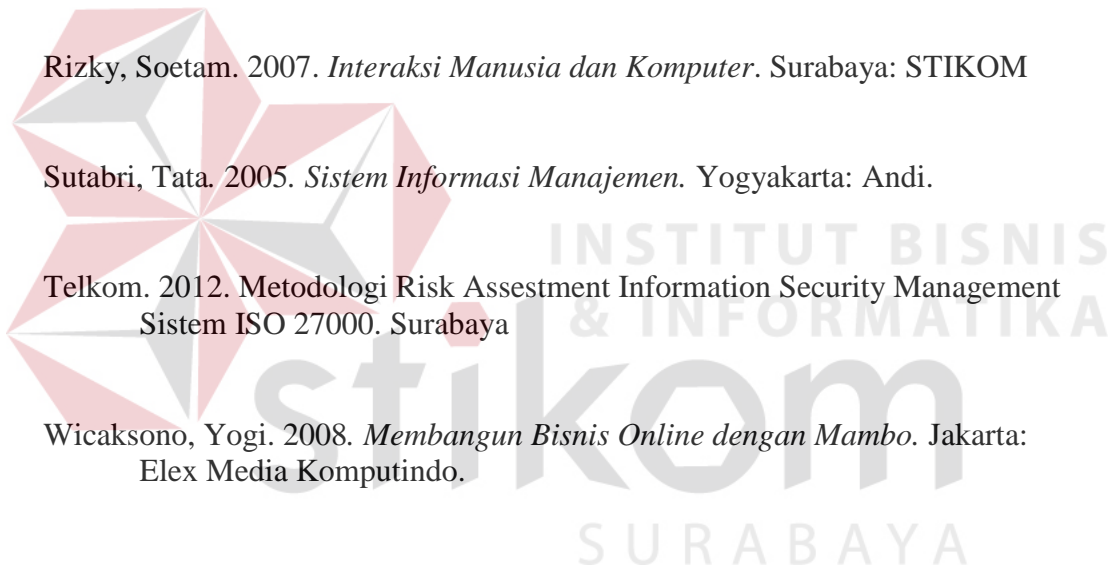 Rizky, Soetam. 2007. Interaksi Manusia dan Komputer. Surabaya: STIKOM
Sutabri, Tata. 2005. Sistem Informasi Manajemen. Yogyakarta: Andi.
INSTITUT BISNIS
Telkom. 2012. Metodologi Risk Assestment Information Security Management
& INFORMATIKA
Sistem ISO 27000. Surabaya
stikom
Wicaksono, Yogi. 2008. Membangun Bisnis Online dengan Mambo. Jakarta:
Elex Media Komputindo.
SURABAYA